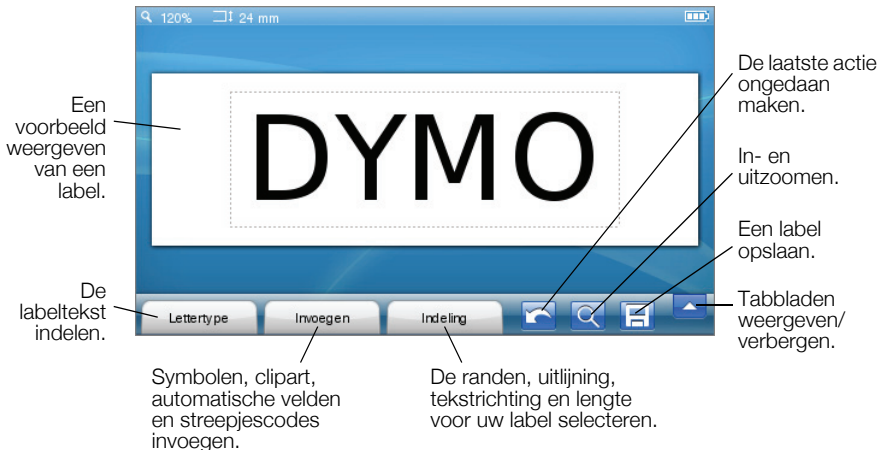 120% 24 mm
DYMO
Lettertype
Invoegen
Indeling
Een
voorbeeld
weergeven
van een
label.
De
labeltekst
indelen.
Symbolen, clipart,
automatische velden
en streepjescodes
invoegen.
De randen, uitlijning,
tekstrichting en lengte
voor uw label selecteren.
De laatste actie
ongedaan
maken.
In- en
uitzoomen.
Een label
opslaan.
Tabbladen
weergeven/
verbergen.